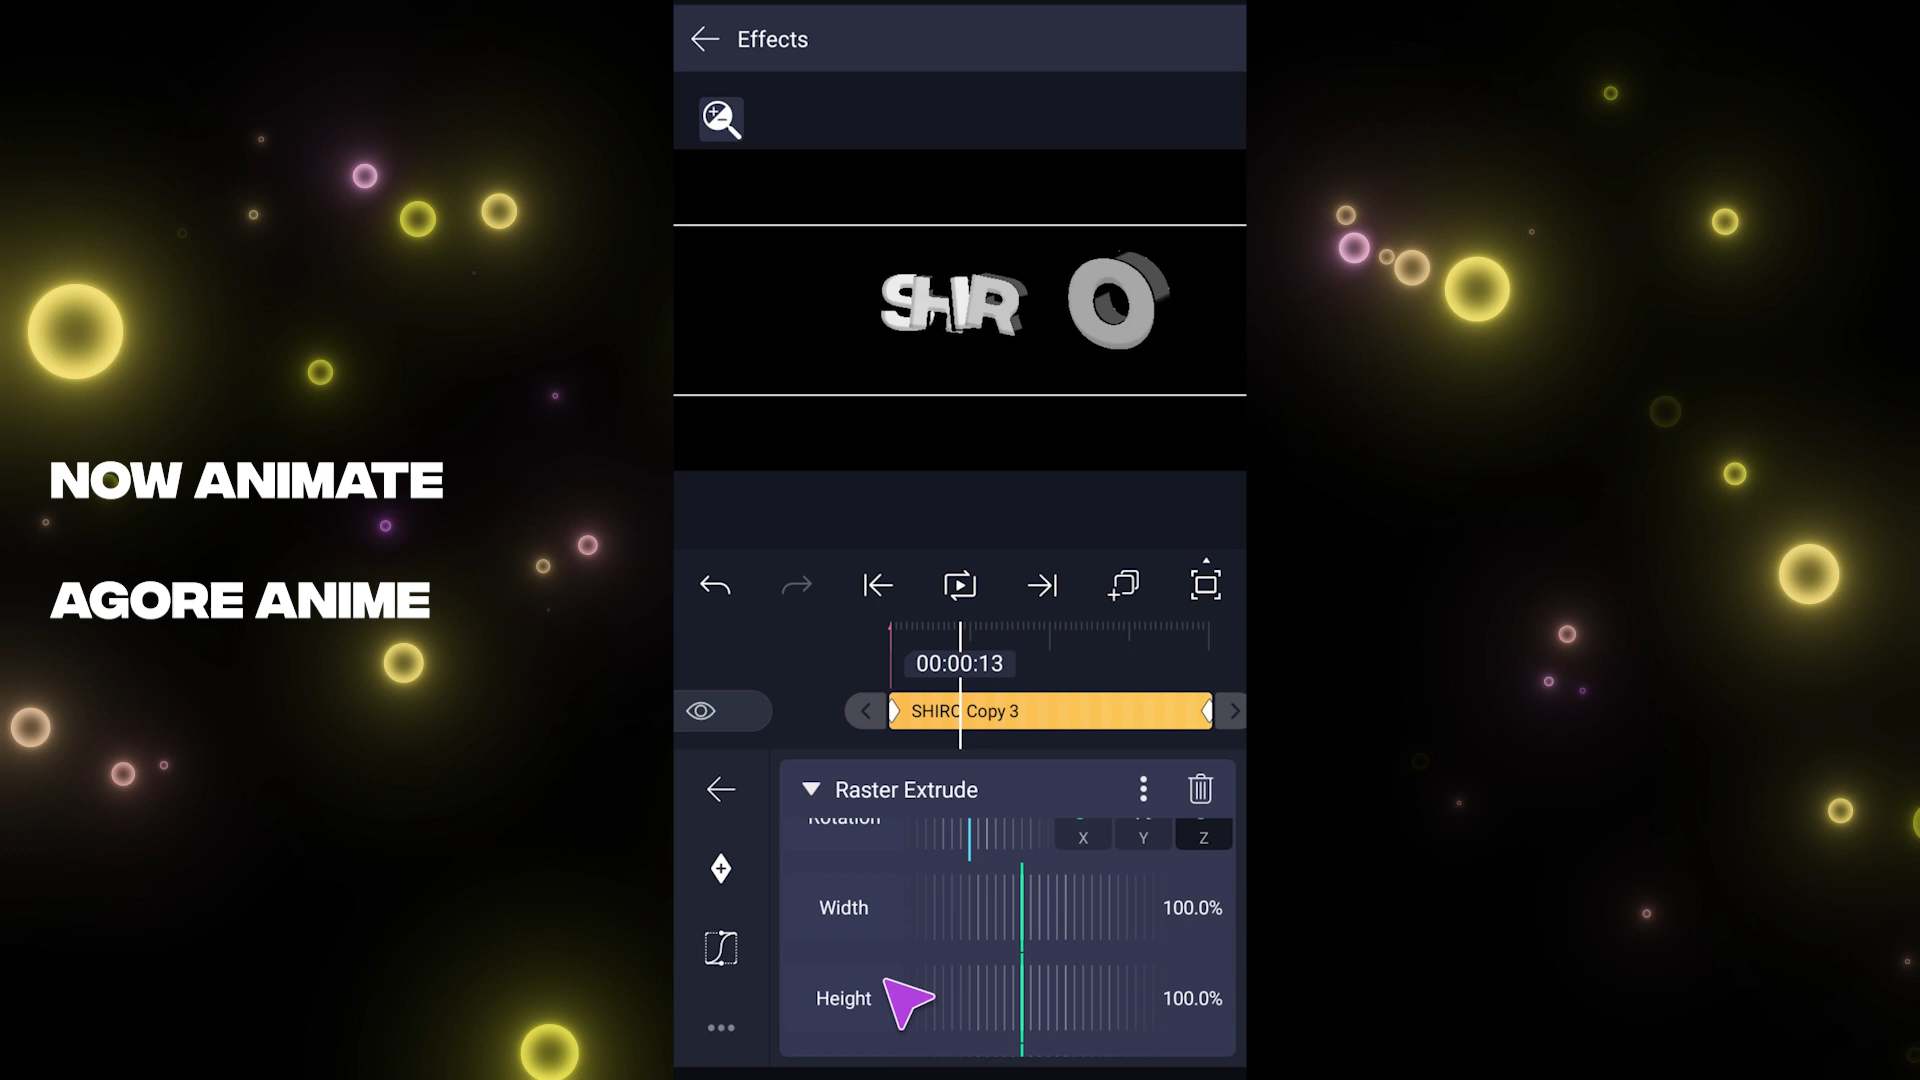 Effects
SHIR O
NOW ANIMATE
AGORE ANIME
00:00:13
SHIRO Copy 3
Raster Extrude
Rotation
X Y Z
Width 100.0%
Height 100.0%